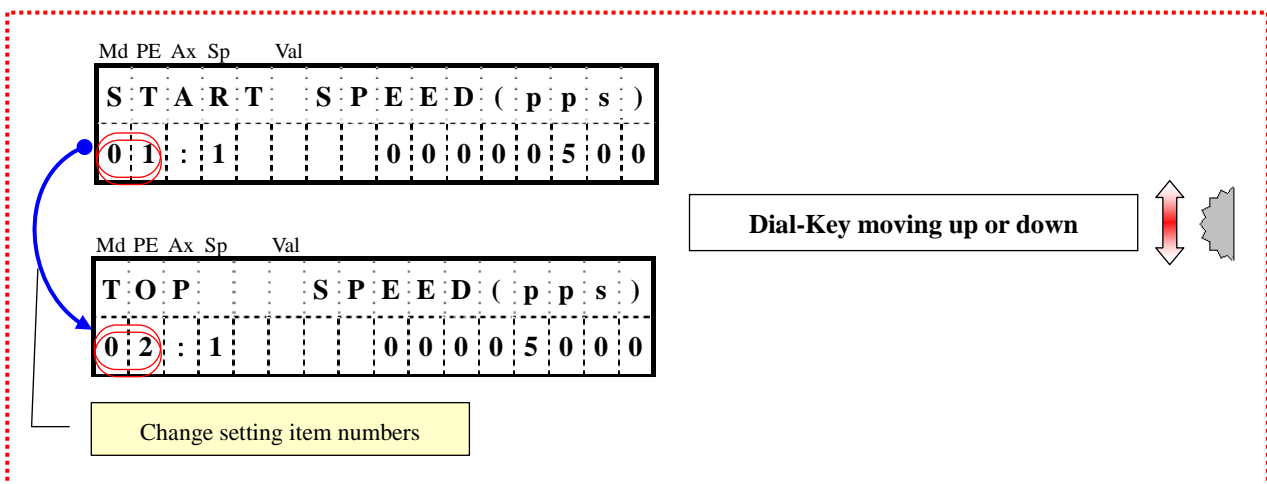 Md PE Ax Sp Val
START SPEED(pps)
01:1 00000500
Dial-Key moving up or down
Md PE Ax Sp Val
TOP SPEED(pps)
02:1 00005000
Change setting item numbers